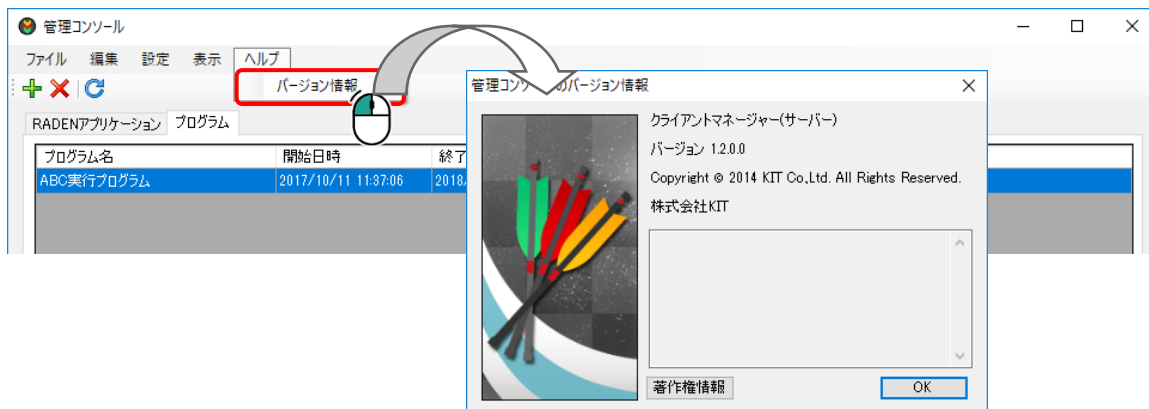 管理コンソール
ファイル 編集 設定 表示 ヘルプ
バージョン情報
RADENアプリケーション プログラム
プログラム名 開始日時 終了
ABC実行プログラム 2017/10/11 11:37:06 2018/
管理コン のバージョン情報
クライアントマネージャー(サーバー)
バージョン 1.2.0.0
Copyright © 2014 KIT Co.,Ltd. All Rights Reserved.
株式会社KIT
著作権情報 OK